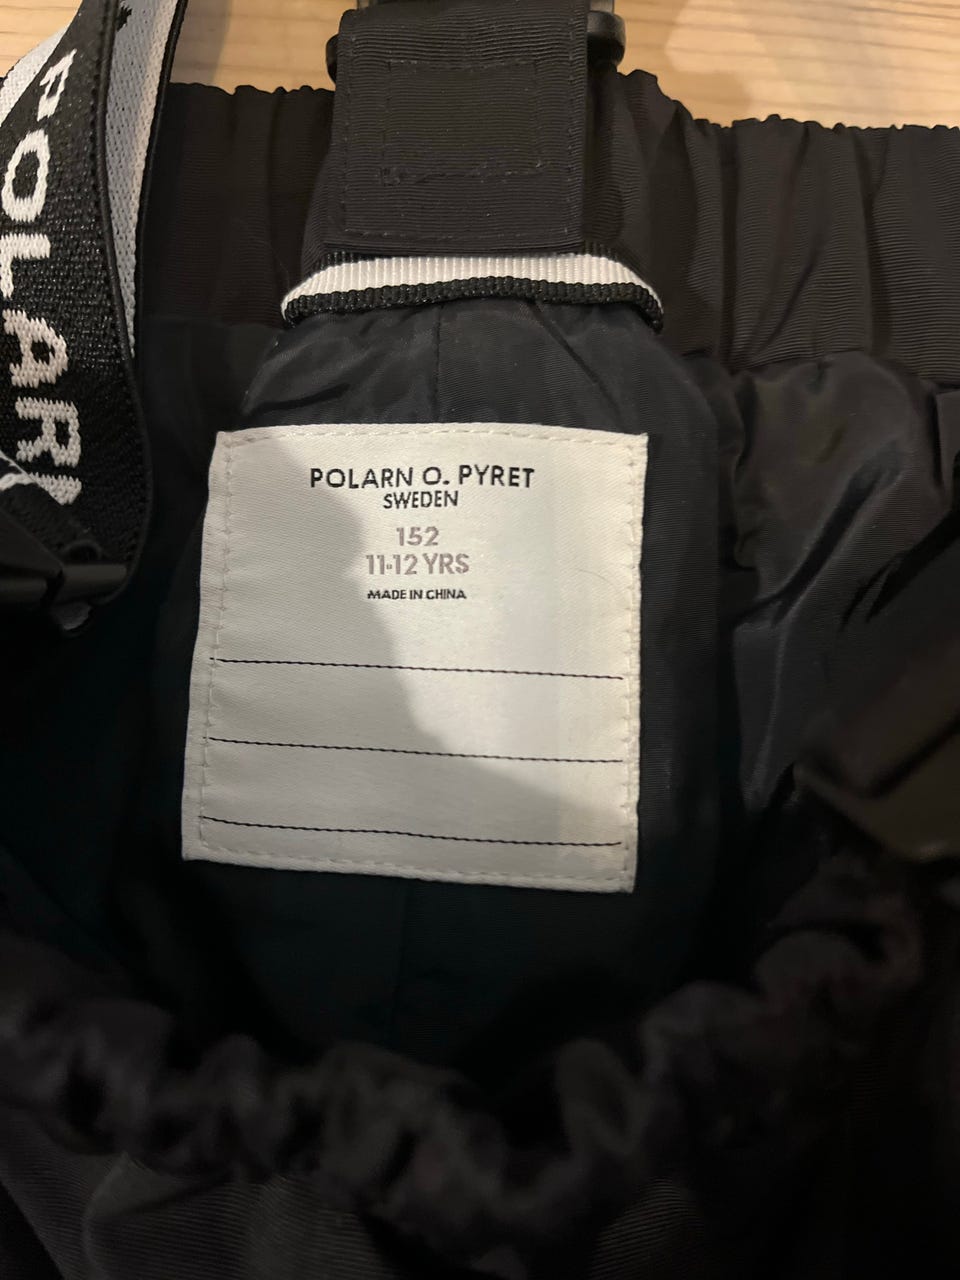 POLARN
POLARN O. PYRET
SWEDEN
152
11-12 YRS
MADE IN CHINA